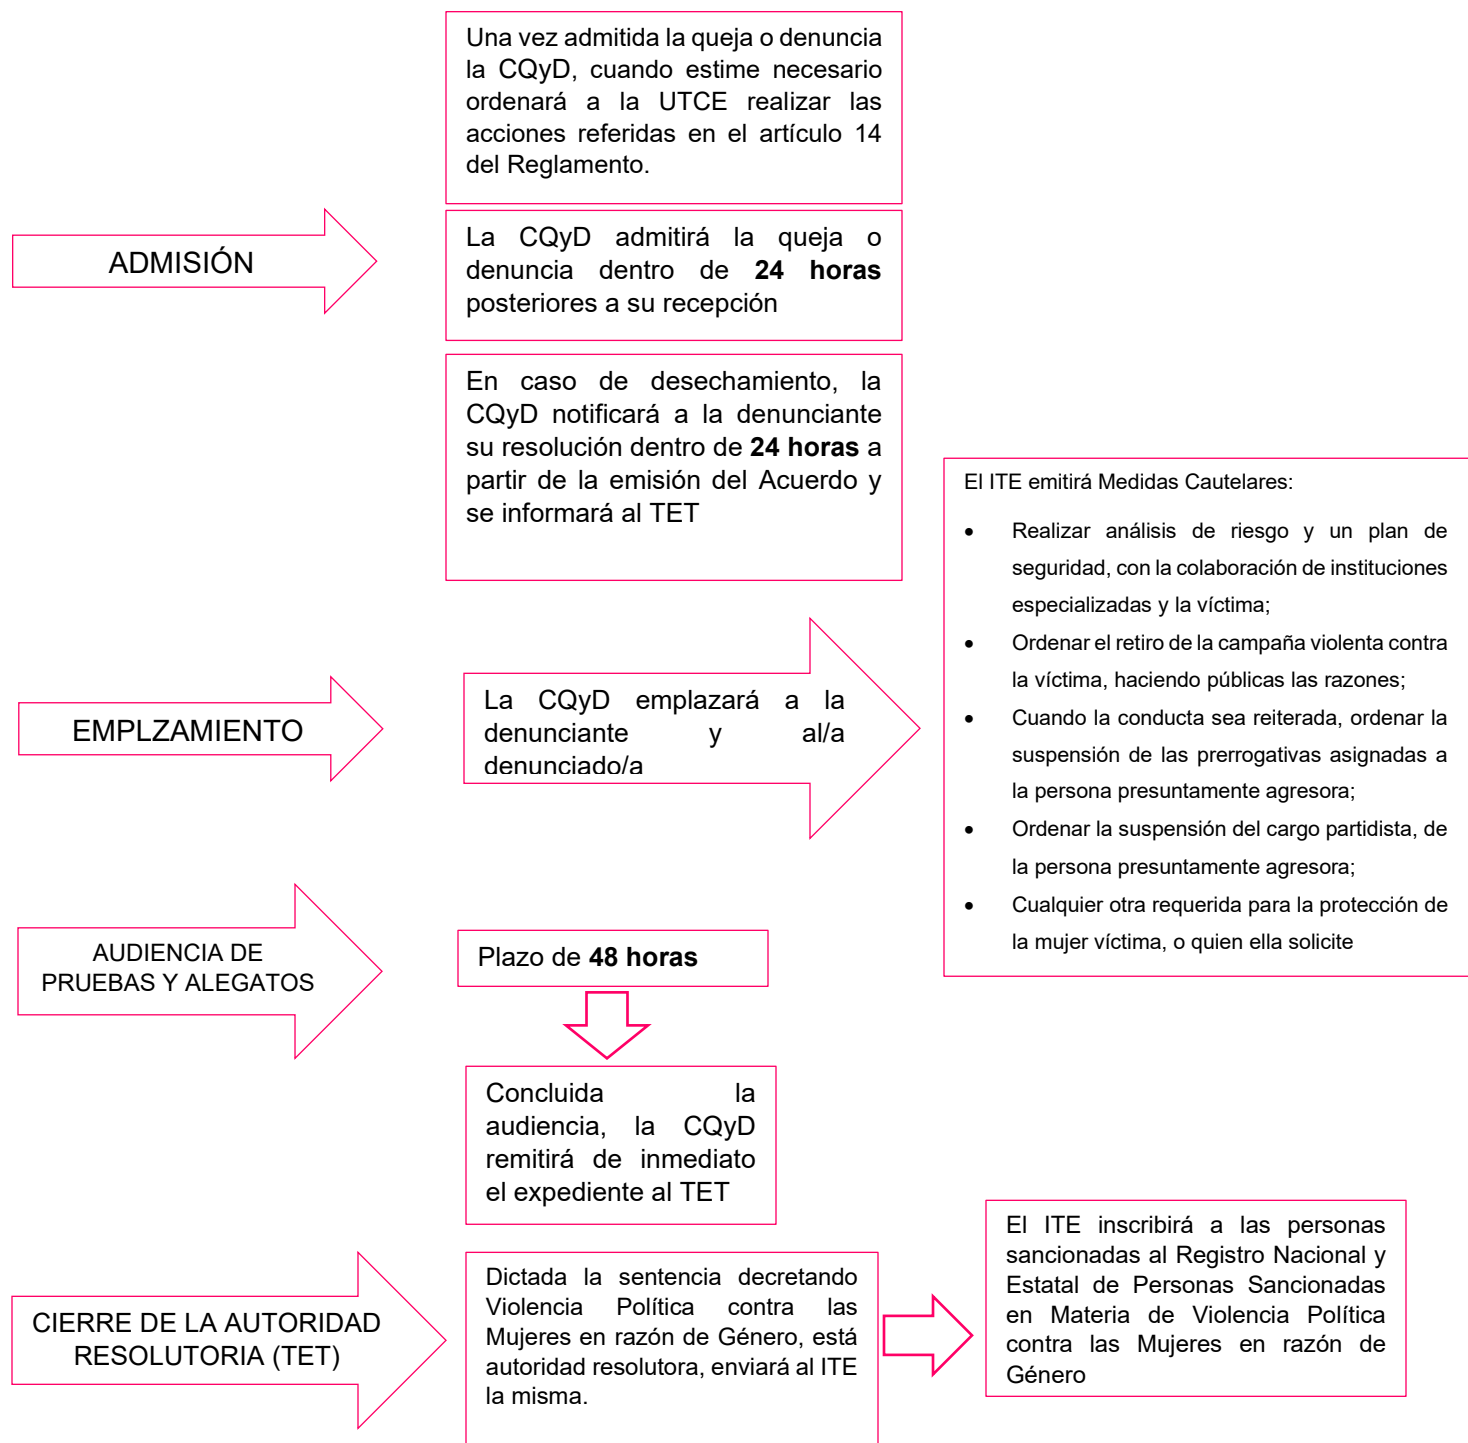 Una vez admitida la queja o denuncia
la CQyD, cuando estime necesario
ordenará a la UTCE realizar las
acciones referidas en el artículo 14
del Reglamento.
ADMISIÓN
La CQyD admitirá la queja o
denuncia dentro de 24 horas
posteriores a su recepción
En caso de desechamiento, la
CQyD notificará a la denunciante
su resolución dentro de 24 horas a
partir de la emisión del Acuerdo y
se informará al TET
EMPLZAMIENTO
La CQyD emplazará a la
denunciante y al/a
denunciado/a
El ITE emitirá Medidas Cautelares:
• Realizar análisis de riesgo y un plan de
seguridad, con la colaboración de instituciones
especializadas y la víctima;
• Ordenar el retiro de la campaña violenta contra
la víctima, haciendo públicas las razones;
• Cuando la conducta sea reiterada, ordenar la
suspensión de las prerrogativas asignadas a
la persona presuntamente agresora;
• Ordenar la suspensión del cargo partidista, de
la persona presuntamente agresora;
• Cualquier otra requerida para la protección de
la mujer víctima, o quien ella solicite
AUDIENCIA DE
PRUEBAS Y ALEGATOS
Plazo de 48 horas
Concluida la
audiencia, la CQyD
remitirá de inmediato
el expediente al TET
CIERRE DE LA AUTORIDAD
RESOLUTORIA (TET)
Dictada la sentencia decretando
Violencia Política contra las
Mujeres en razón de Género, está
autoridad resolutora, enviará al ITE
la misma.
El ITE inscribirá a las personas
sancionadas al Registro Nacional y
Estatal de Personas Sancionadas
en Materia de Violencia Política
contra las Mujeres en razón de
Género